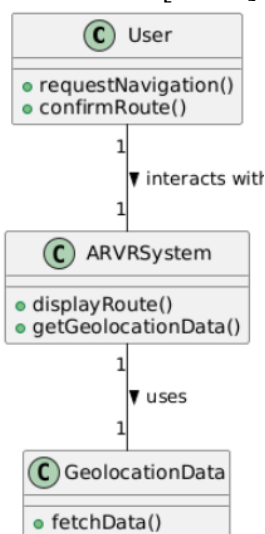 C User
requestNavigation()
confirmRoute()
1
interacts with
1
C ARVRSystem
displayRoute()
getGeolocationData()
1
uses
1
C GeolocationData
fetchData()